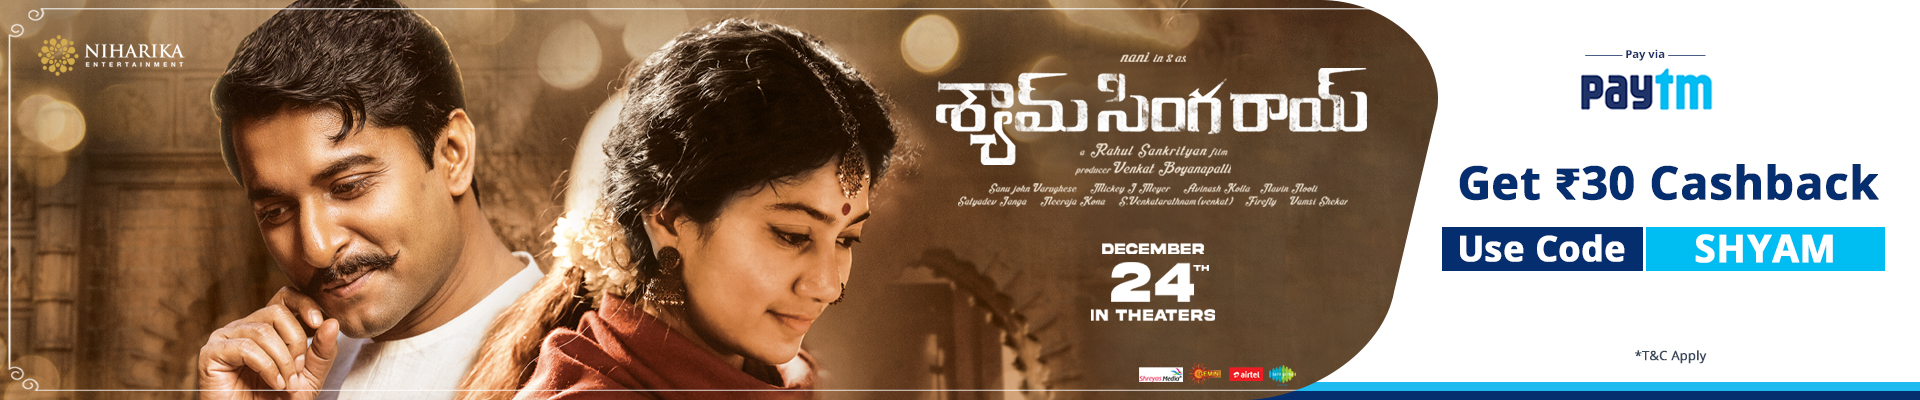 NIHARIKA
ENTERTAINMENT
nani in & as
శ్యామ్ సింగ రాయ్
a Rahul Sankrityan film
producer Venkat Boyanapalli
Sanu John Varughese Mickey J Meyer Avinash Kolla Navin Nooli
Satyadev Janga Neeraja Kona S.Venkatarathnam(venkat) Firefly Vamsi Shekar
DECEMBER
24TH
IN THEATERS
Shreyas Media
GEMINI
airtel
Pay via
paytm
Get ₹30 Cashback
Use Code SHYAM
*T&C Apply